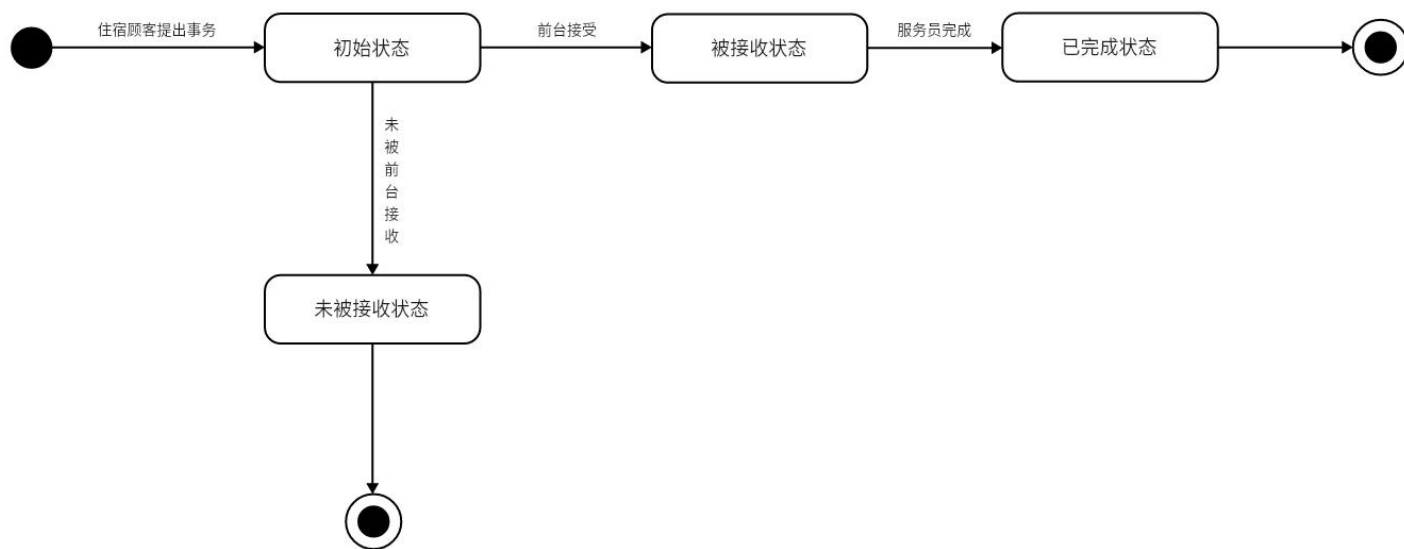 住宿顾客提出事务
初始状态
前台接受
被接收状态
服务员完成
已完成状态
未被前台接收
未被接收状态